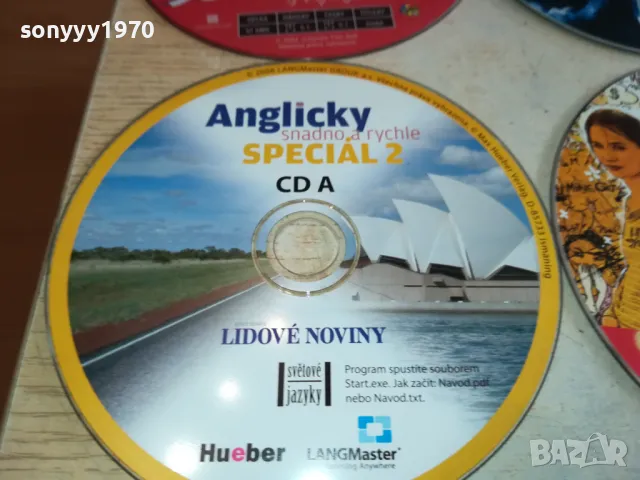 sonyyy1970
© 2006 LANGMaster GROUP, a.s. Všechna práva vyhrazena. © Max Hueber Verlag, D-85737 Ismaning
Anglicky
snadno a rychle
SPECIÁL 2
CD A
LIDOVÉ NOVINY
světové
jazyky
Program spustíte souborem
Start.exe. Jak začít: Navod.pdf
nebo Navod.txt.
Hueber
LANGMaster
Learning Anywhere
BAZAR